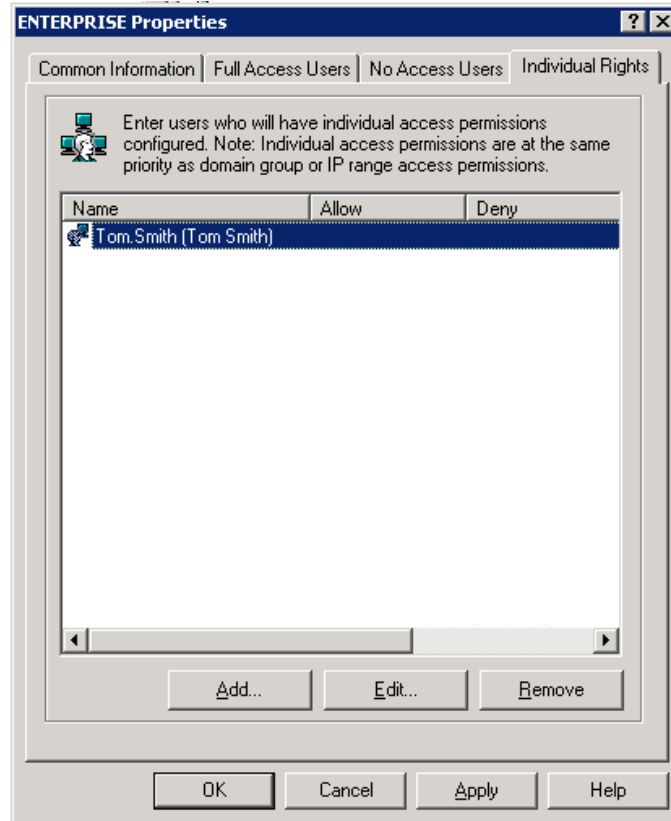 ENTERPRISE Properties
Common Information Full Access Users No Access Users Individual Rights
Enter users who will have individual access permissions
configured. Note: Individual access permissions are at the same
priority as domain group or IP range access permissions.
Name Allow Deny
Tom.Smith (Tom Smith)
Add... Edit... Remove
OK Cancel Apply Help